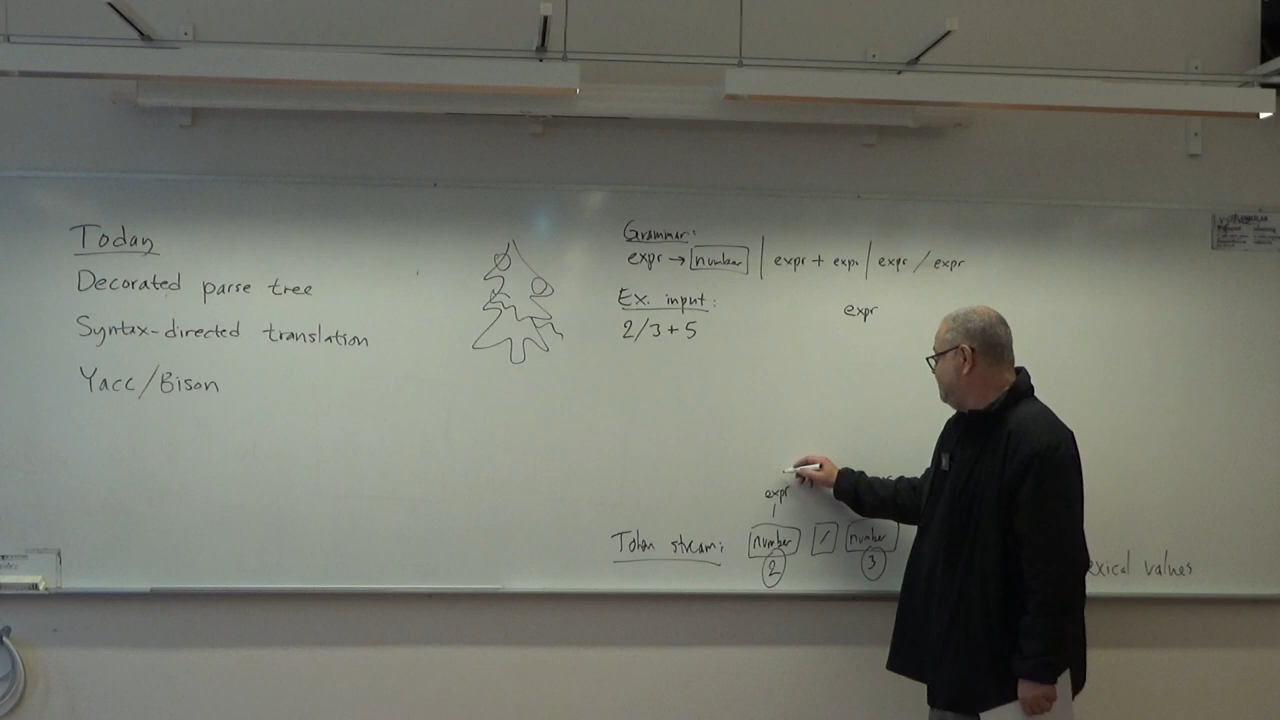 Today
Decorated parse tree
Syntax-directed translation
Yacc/Bison
Grammar:
expr → number | expr + expr | expr / expr
Ex. input:
2/3+5
expr
expr
Token stream: number / number
2 3
values